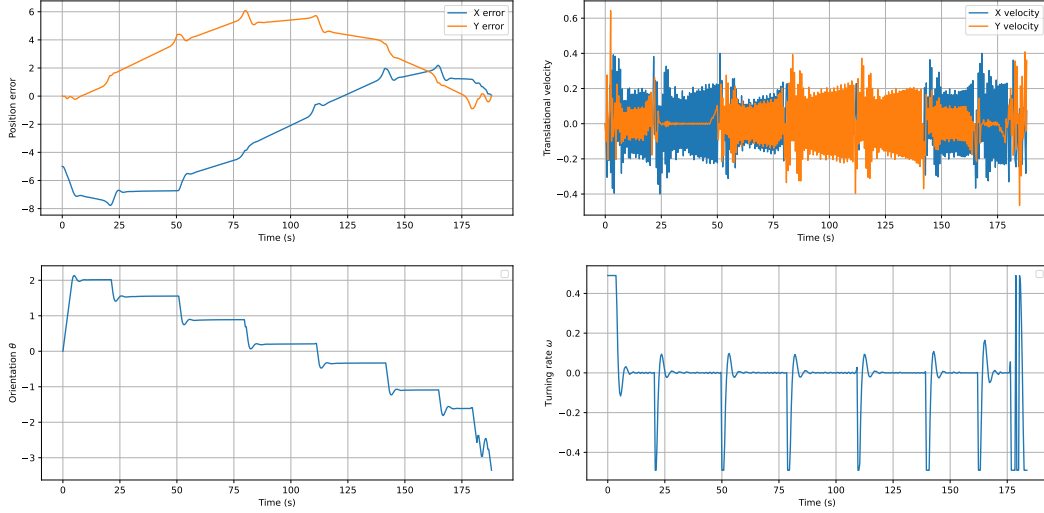 X error
Y error
Position error
6
4
2
0
−2
−4
−6
−8
0 25 50 75 100 125 150 175
Time (s)
X velocity
Y velocity
Translational velocity
0.6
0.4
0.2
0.0
−0.2
−0.4
0 25 50 75 100 125 150 175
Time (s)
Orientation θ
2
1
0
−1
−2
−3
0 25 50 75 100 125 150 175
Time (s)
Turning rate ω
0.4
0.2
0.0
−0.2
−0.4
0 25 50 75 100 125 150 175
Time (s)